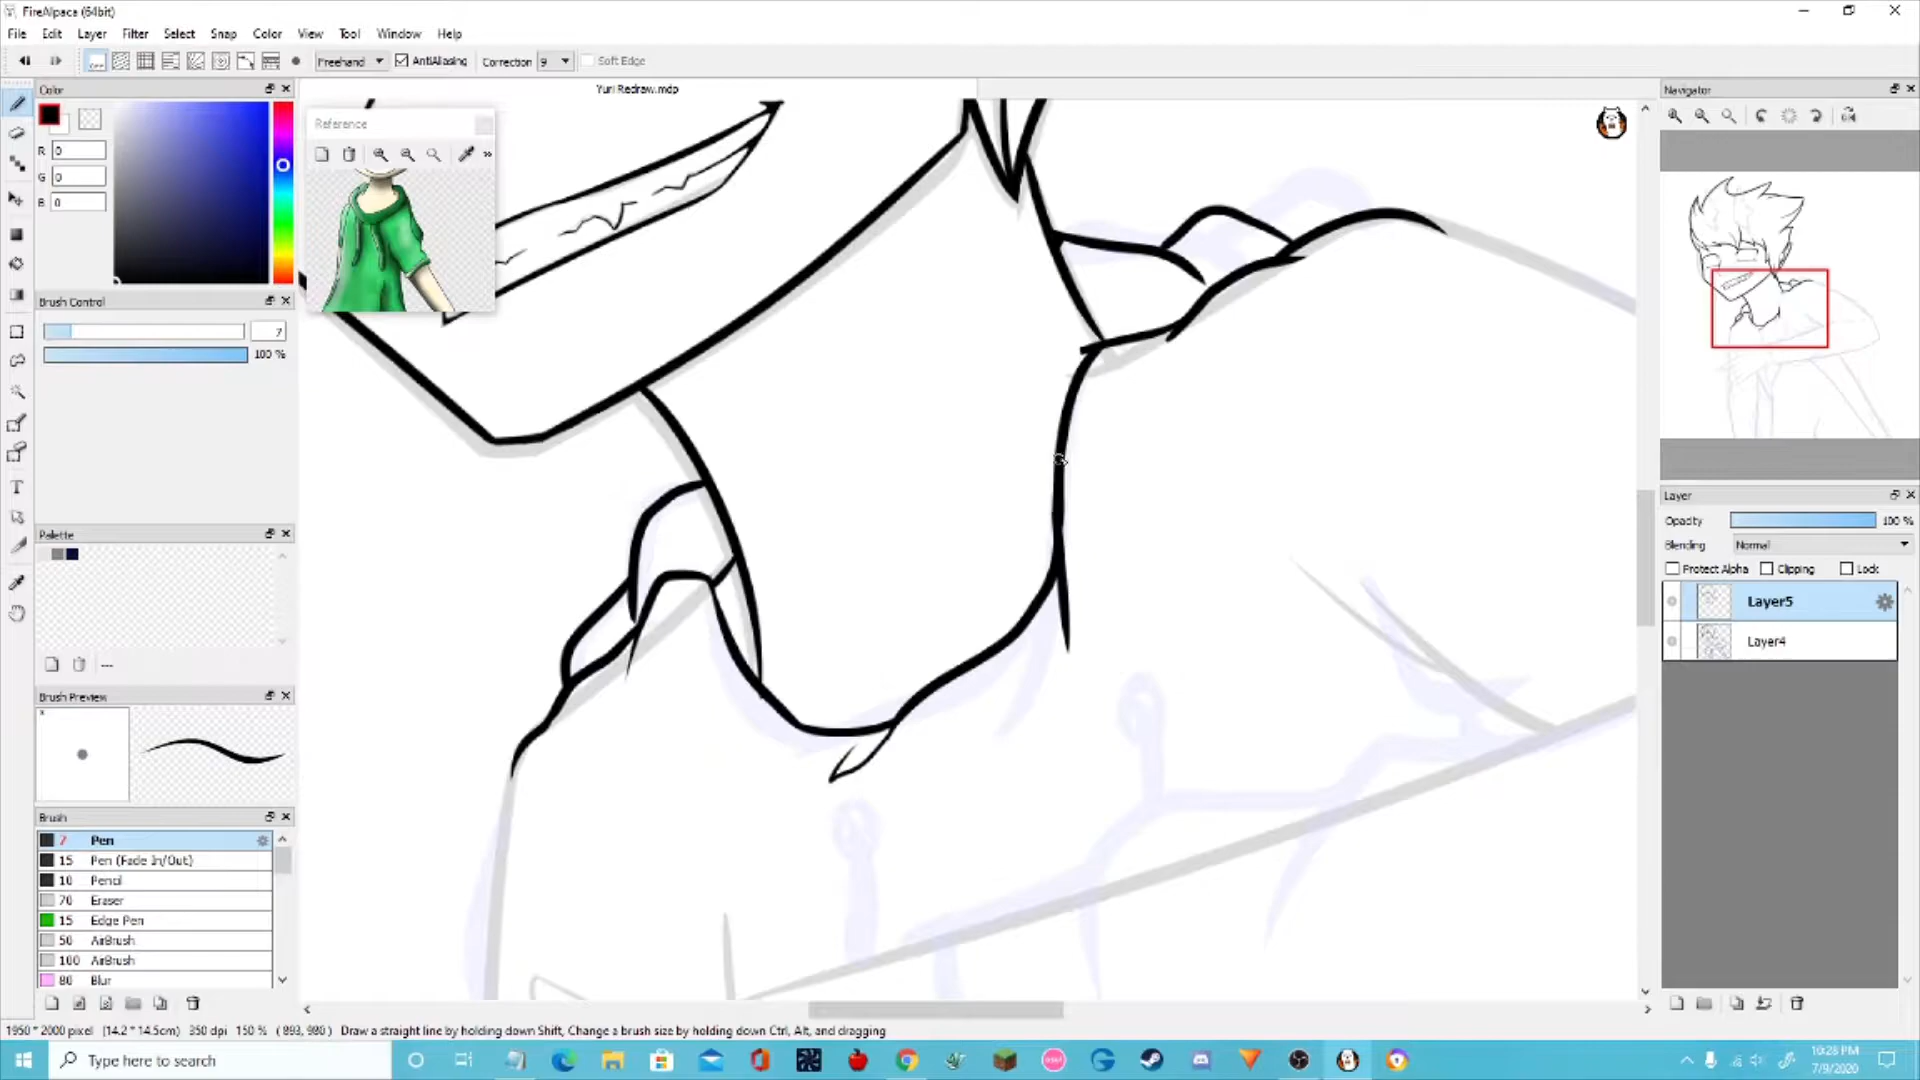 FireAlpaca (64bit)
File Edit Layer Filter Select Snap Color View Tool Window Help
Freehand AntiAliasing Correction 9 Soft Edge
Color
Yuri Redraw.mdp
Navigator
Reference
R 0
G 0
B 0
Brush Control
7
100 %
Layer
Opacity 100 %
Blending Normal
Protect Alpha Clipping Lock
Layer5
Layer4
Palette
---
Brush Preview
Brush
7 Pen
15 Pen (Fade In/Out)
10 Pencil
70 Eraser
15 Edge Pen
50 AirBrush
100 AirBrush
80 Blur
1950 * 2000 pixel (14.2 * 14.5cm) 350 dpi 150 % ( 893, 980 ) Draw a straight line by holding down Shift, Change a brush size by holding down Ctrl, Alt, and dragging
Type here to search
10:28 PM
7/9/2020